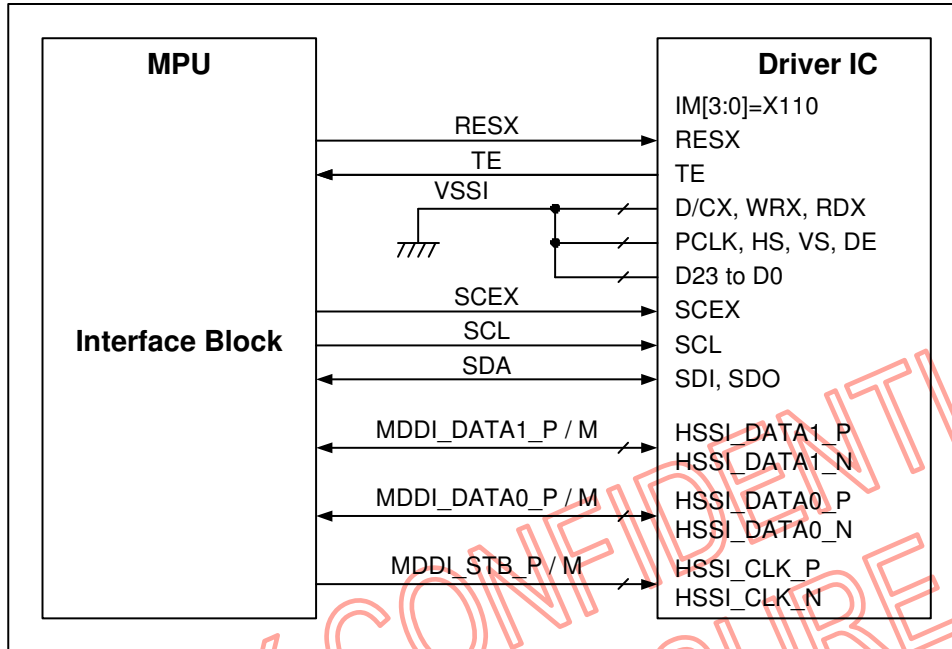 MPU
Driver IC
IM[3:0]=X110
RESX
RESX
TE
TE
VSSI
D/CX, WRX, RDX
PCLK, HS, VS, DE
D23 to D0
SCEX
SCEX
Interface Block
SCL
SCL
SDA
SDI, SDO
MDDI_DATA1_P / M
HSSI_DATA1_P
HSSI_DATA1_N
MDDI_DATA0_P / M
HSSI_DATA0_P
HSSI_DATA0_N
MDDI_STB_P / M
HSSI_CLK_P
HSSI_CLK_N
CONFIDENTI